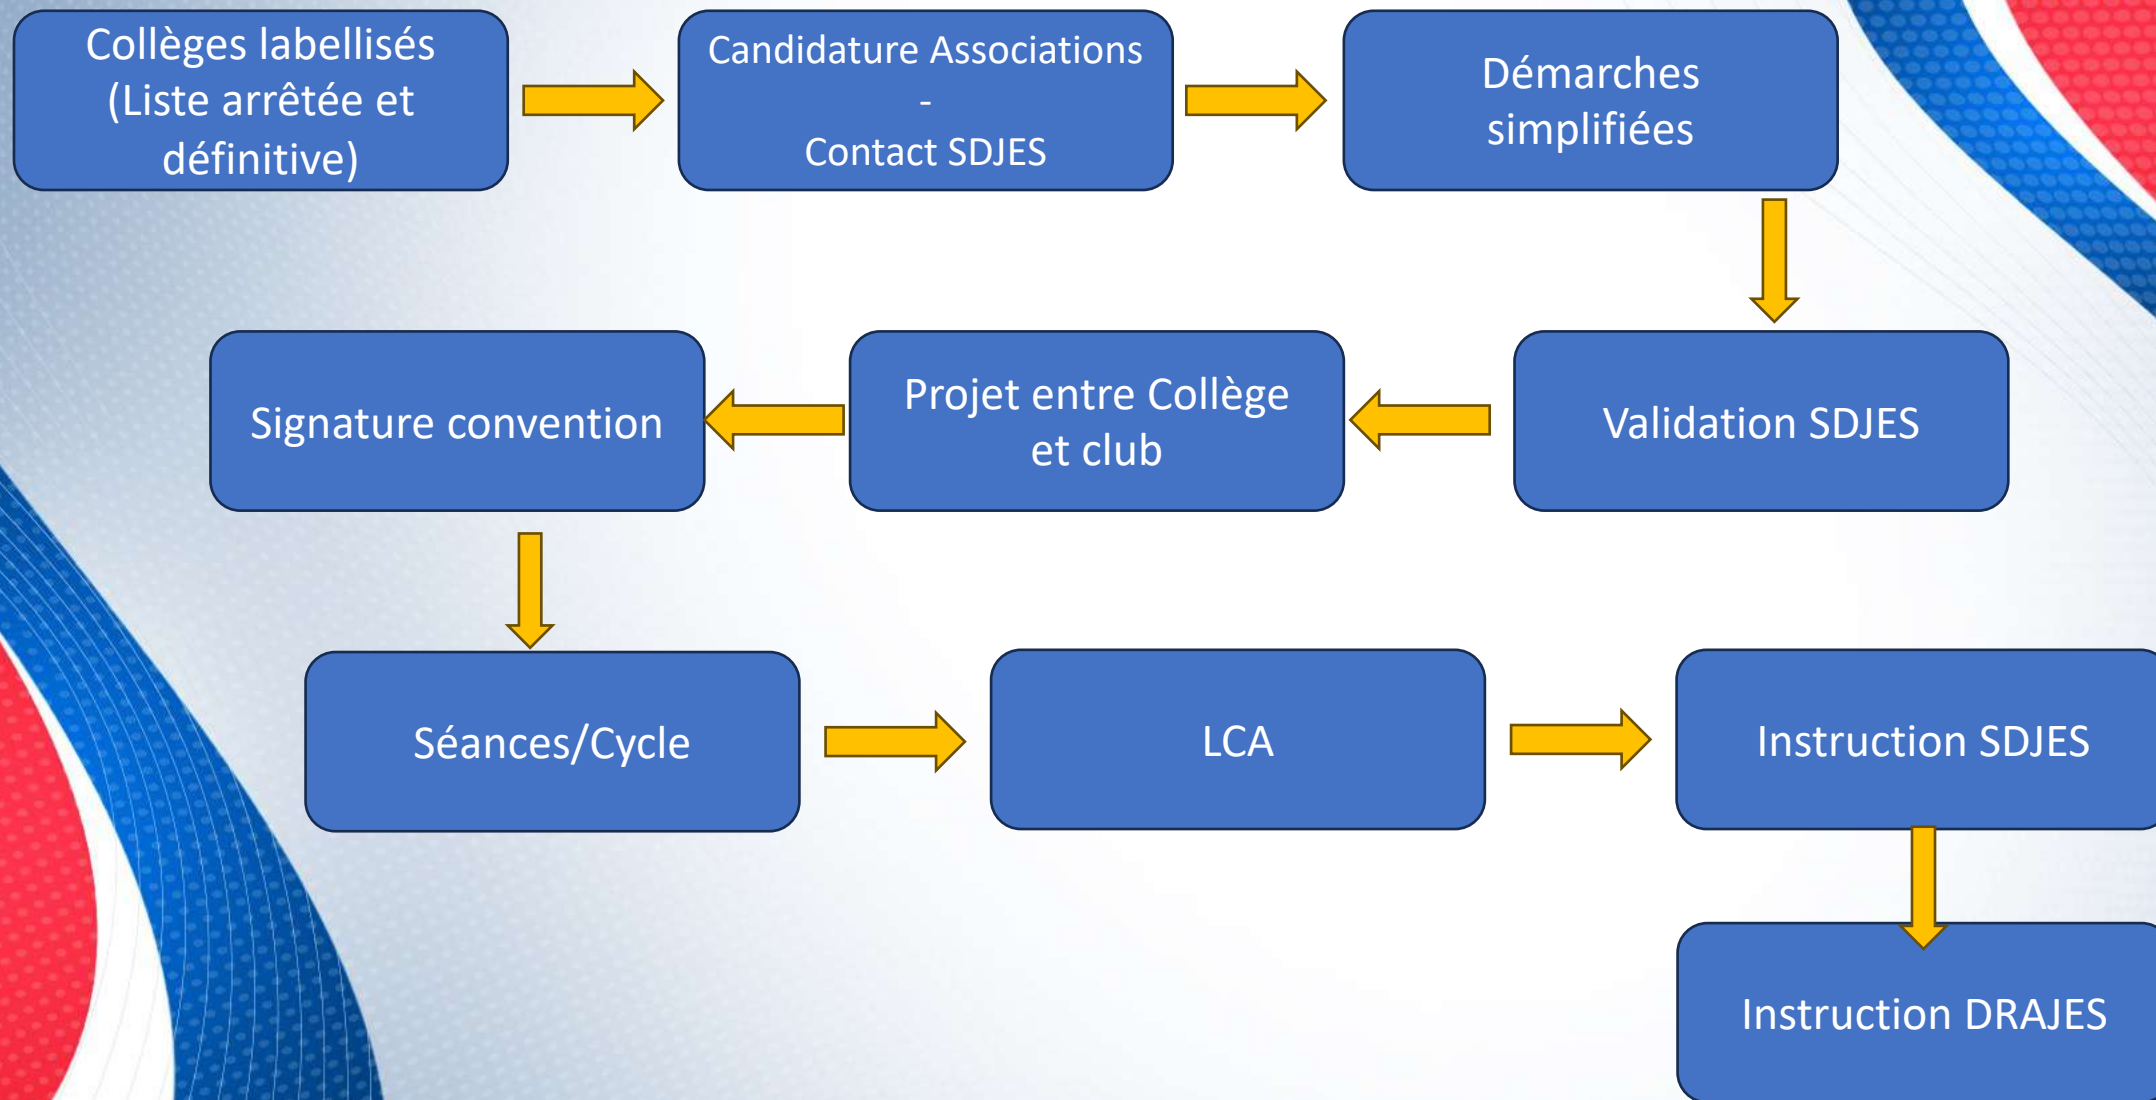 Collèges labellisés
(Liste arrêtée et
définitive)
Candidature Associations
-
Contact SDJES
Démarches
simplifiées
Validation SDJES
Projet entre Collège
et club
Signature convention
Séances/Cycle
LCA
Instruction SDJES
Instruction DRAJES